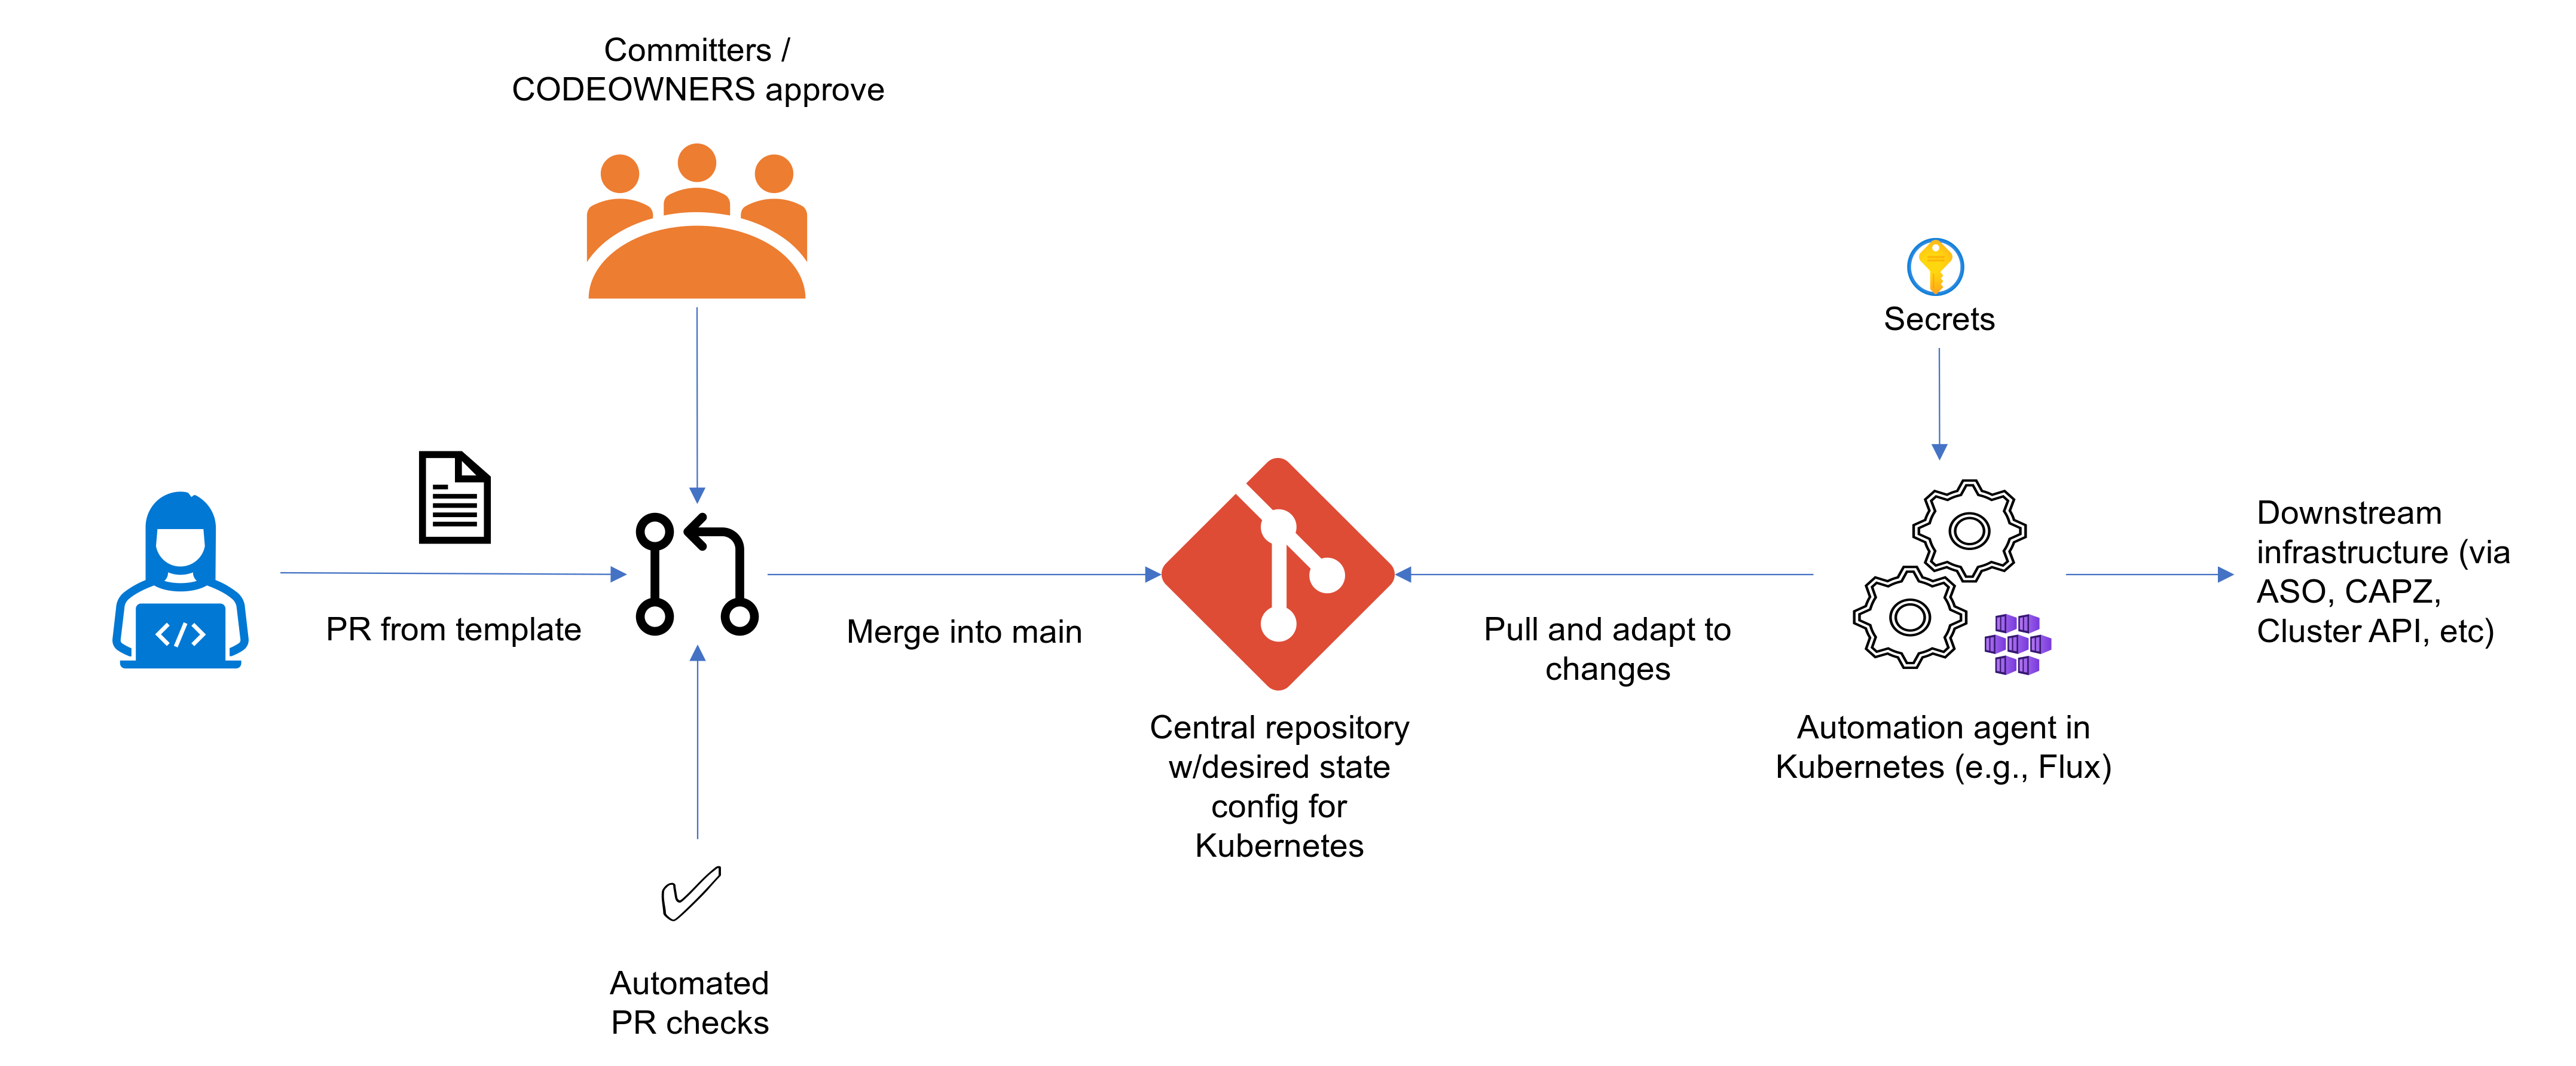 Committers /
CODEOWNERS approve
Secrets
PR from template
Merge into main
Pull and adapt to
changes
Downstream
infrastructure (via
ASO, CAPZ,
Cluster API, etc)
Central repository
w/desired state
config for
Kubernetes
Automation agent in
Kubernetes (e.g., Flux)
Automated
PR checks